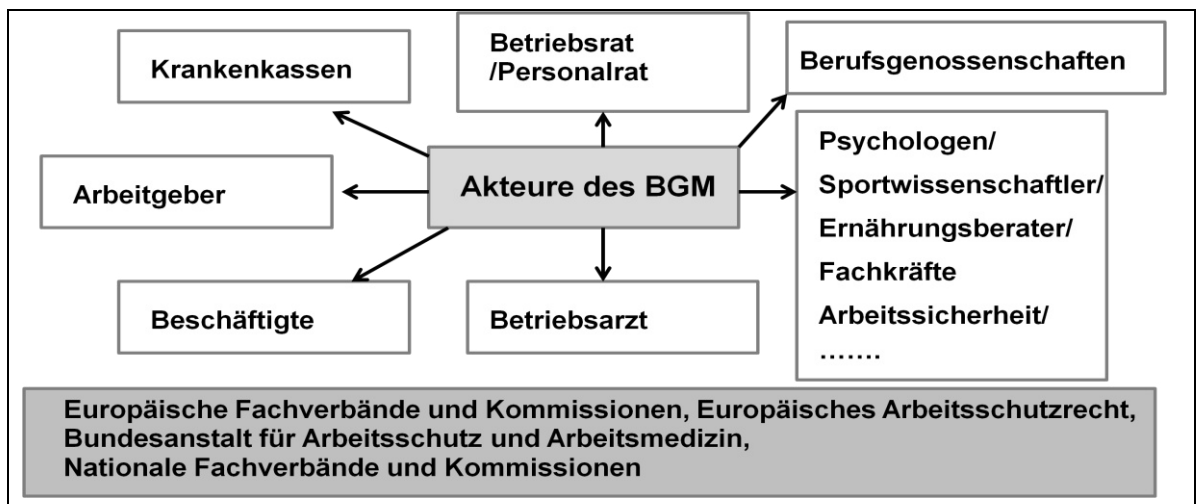 Krankenkassen
Betriebsrat
/Personalrat
Berufsgenossenschaften
Arbeitgeber
Akteure des BGM
Psychologen/
Sportwissenschaftler/
Ernährungsberater/
Fachkräfte
Arbeitssicherheit/
.......
Beschäftigte
Betriebsarzt
Europäische Fachverbände und Kommissionen, Europäisches Arbeitsschutzrecht,
Bundesanstalt für Arbeitsschutz und Arbeitsmedizin,
Nationale Fachverbände und Kommissionen